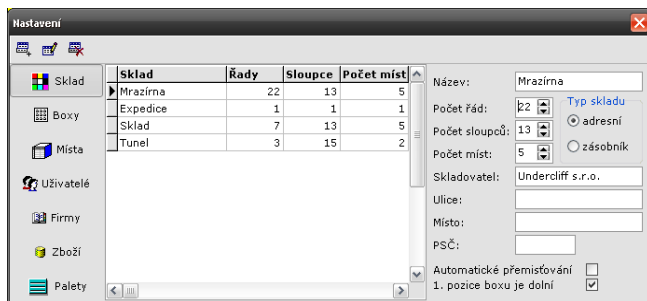 Nastavení
Sklad
Boxy
Místa
Uživatelé
Firmy
Zboží
Palety
Sklad Řady Sloupce Počet míst
Mrazírna 22 13 5
Expedice 1 1 1
Sklad 7 13 5
Tunel 3 15 2
Název: Mrazírna
Počet řád: 22
Typ skladu
adresní
Počet sloupců: 13
zásobník
Počet míst: 5
Skladovatel: Undercliff s.r.o.
Ulice:
Místo:
PSČ:
Automatické přemisťování
1. pozice boxu je dolní